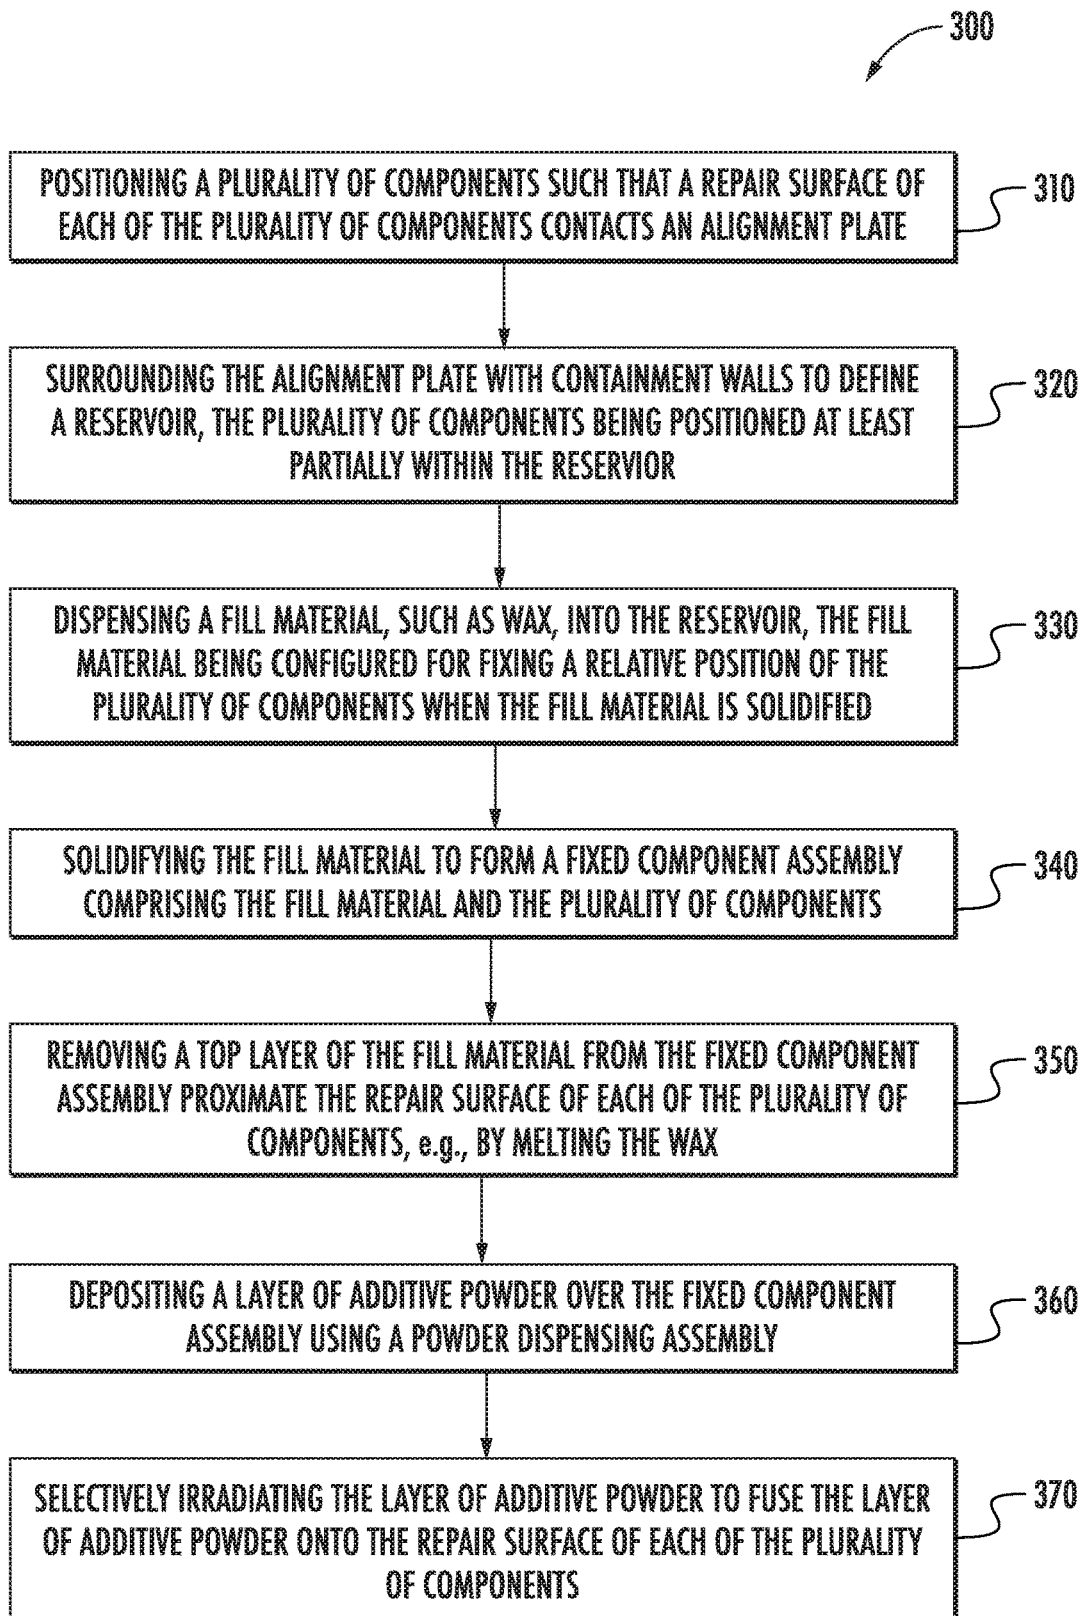 300
POSITIONING A PLURALITY OF COMPONENTS SUCH THAT A REPAIR SURFACE OF
EACH OF THE PLURALITY OF COMPONENTS CONTACTS AN ALIGNMENT PLATE
310
SURROUNDING THE ALIGNMENT PLATE WITH CONTAINMENT WALLS TO DEFINE
A RESERVOIR, THE PLURALITY OF COMPONENTS BEING POSITIONED AT LEAST
PARTIALLY WITHIN THE RESERVIOR
320
DISPENSING A FILL MATERIAL, SUCH AS WAX, INTO THE RESERVOIR, THE FILL
MATERIAL BEING CONFIGURED FOR FIXING A RELATIVE POSITION OF THE
PLURALITY OF COMPONENTS WHEN THE FILL MATERIAL IS SOLIDIFIED
330
SOLIDIFYING THE FILL MATERIAL TO FORM A FIXED COMPONENT ASSEMBLY
COMPRISING THE FILL MATERIAL AND THE PLURALITY OF COMPONENTS
340
REMOVING A TOP LAYER OF THE FILL MATERIAL FROM THE FIXED COMPONENT
ASSEMBLY PROXIMATE THE REPAIR SURFACE OF EACH OF THE PLURALITY OF
COMPONENTS, e.g., BY MELTING THE WAX
350
DEPOSITING A LAYER OF ADDITIVE POWDER OVER THE FIXED COMPONENT
ASSEMBLY USING A POWDER DISPENSING ASSEMBLY
360
SELECTIVELY IRRADIATING THE LAYER OF ADDITIVE POWDER TO FUSE THE LAYER
OF ADDITIVE POWDER ONTO THE REPAIR SURFACE OF EACH OF THE PLURALITY
OF COMPONENTS
370